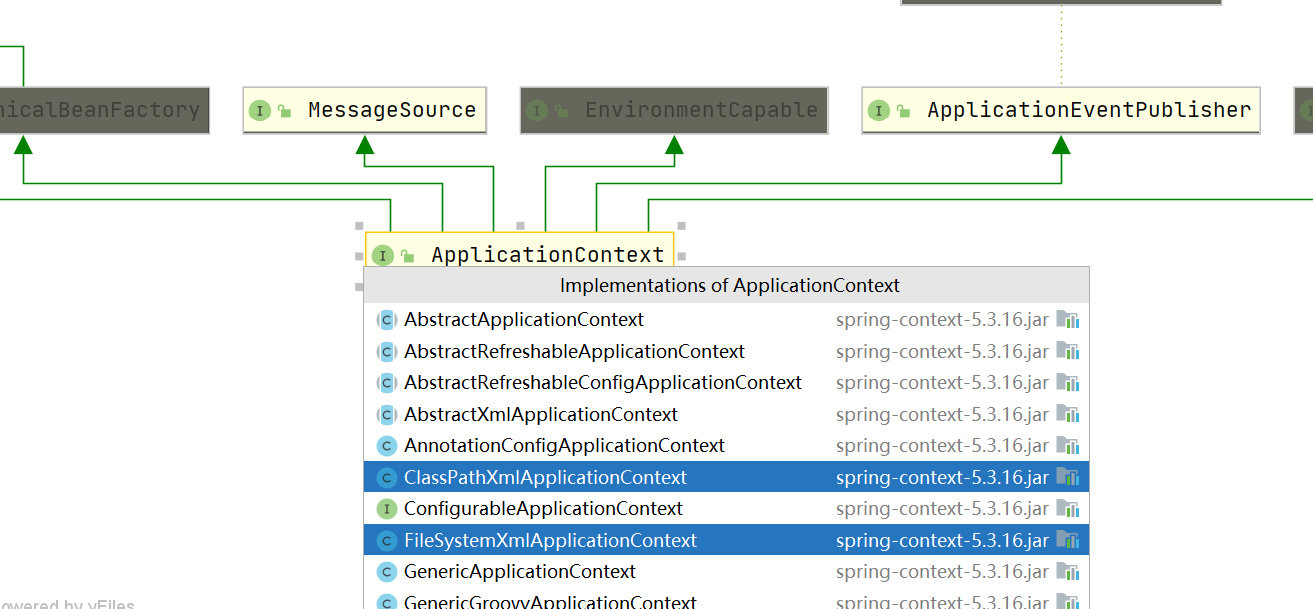 icalBeanFactory
I MessageSource
I EnvironmentCapable
I ApplicationEventPublisher
I ApplicationContext
Implementations of ApplicationContext
C AbstractApplicationContext spring-context-5.3.16.jar
C AbstractRefreshableApplicationContext spring-context-5.3.16.jar
C AbstractRefreshableConfigApplicationContext spring-context-5.3.16.jar
C AbstractXmlApplicationContext spring-context-5.3.16.jar
C AnnotationConfigApplicationContext spring-context-5.3.16.jar
C ClassPathXmlApplicationContext spring-context-5.3.16.jar
I ConfigurableApplicationContext spring-context-5.3.16.jar
C FileSystemXmlApplicationContext spring-context-5.3.16.jar
C GenericApplicationContext spring-context-5.3.16.jar
C GenericGroovyApplicationContext spring-context-5.3.16.jar
owered by yFiles